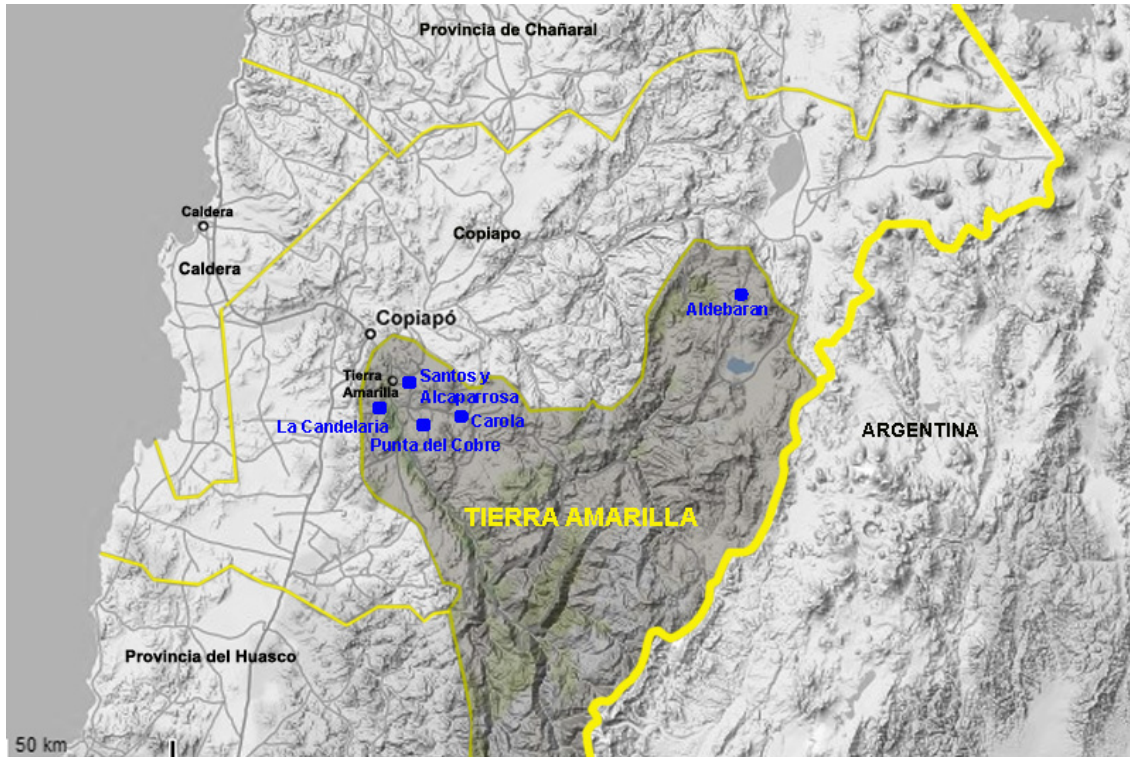 Provincia de Chañaral
Caldera
Copiapo
Caldera
Aldebaran
Copiapó
Tierra
Amarilla
Santos y
Alcaparrosa
La Candelaria
Carola
Punta del Cobre
ARGENTINA
TIERRA AMARILLA
Provincia del Huasco
50 km